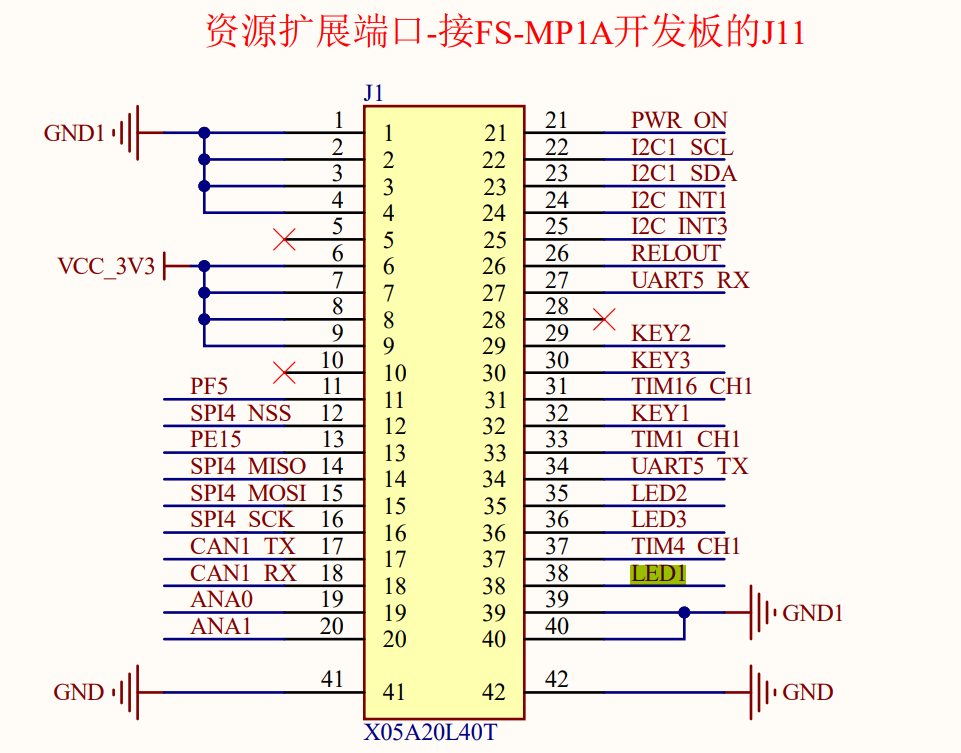 资源扩展端口-接FS-MP1A开发板的J11
J1
GND1 1 1 21 21 PWR_ON
2 2 22 22 I2C1_SCL
3 3 23 23 I2C1_SDA
4 4 24 24 I2C_INT1
5 5 25 25 I2C_INT3
VCC_3V3 6 6 26 26 RELOUT
7 7 27 27 UART5_RX
8 8 28 28
9 9 29 29 KEY2
10 10 30 30 KEY3
PF5 11 11 31 31 TIM16_CH1
SPI4_NSS 12 12 32 32 KEY1
PE15 13 13 33 33 TIM1_CH1
SPI4_MISO 14 14 34 34 UART5_TX
SPI4_MOSI 15 15 35 35 LED2
SPI4_SCK 16 16 36 36 LED3
CAN1_TX 17 17 37 37 TIM4_CH1
CAN1_RX 18 18 38 38 LED1
ANA0 19 19 39 39 GND1
ANA1 20 20 40 40
GND 41 41 42 42 GND
X05A20L40T